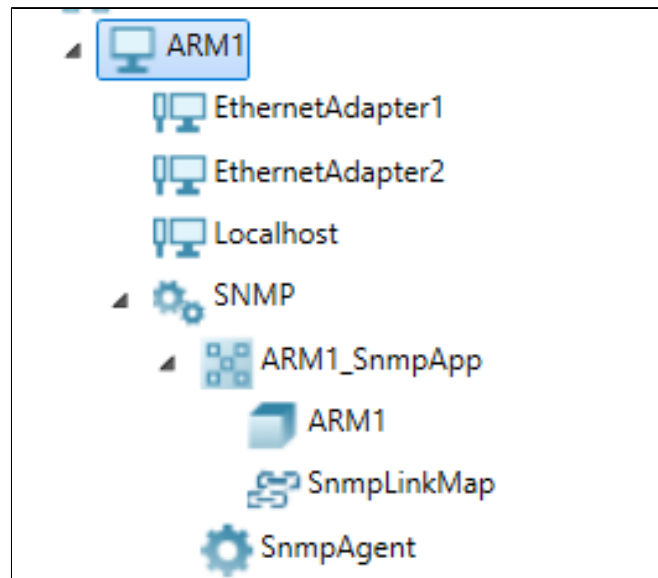 ARM1
EthernetAdapter1
EthernetAdapter2
Localhost
SNMP
ARM1_SnmpApp
ARM1
SnmpLinkMap
SnmpAgent